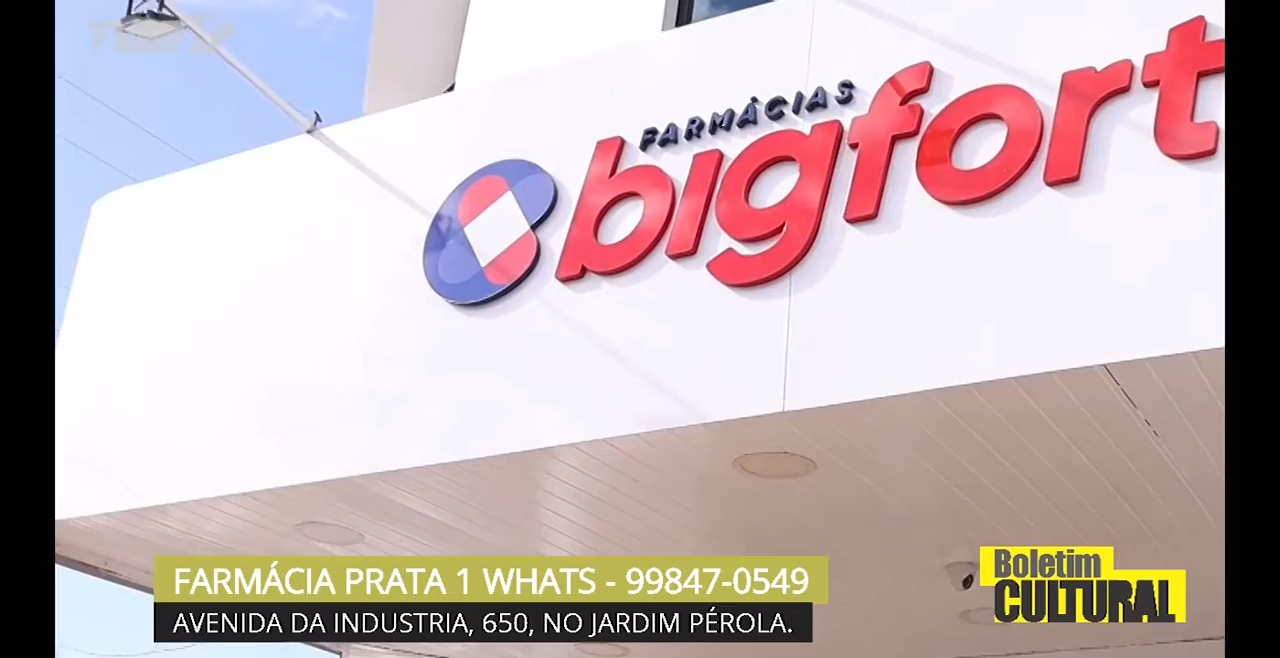 FARMÁCIAS
bigfort
FARMÁCIA PRATA 1 WHATS - 99847-0549
AVENIDA DA INDUSTRIA, 650, NO JARDIM PÉROLA.
Boletim
CULTURAL